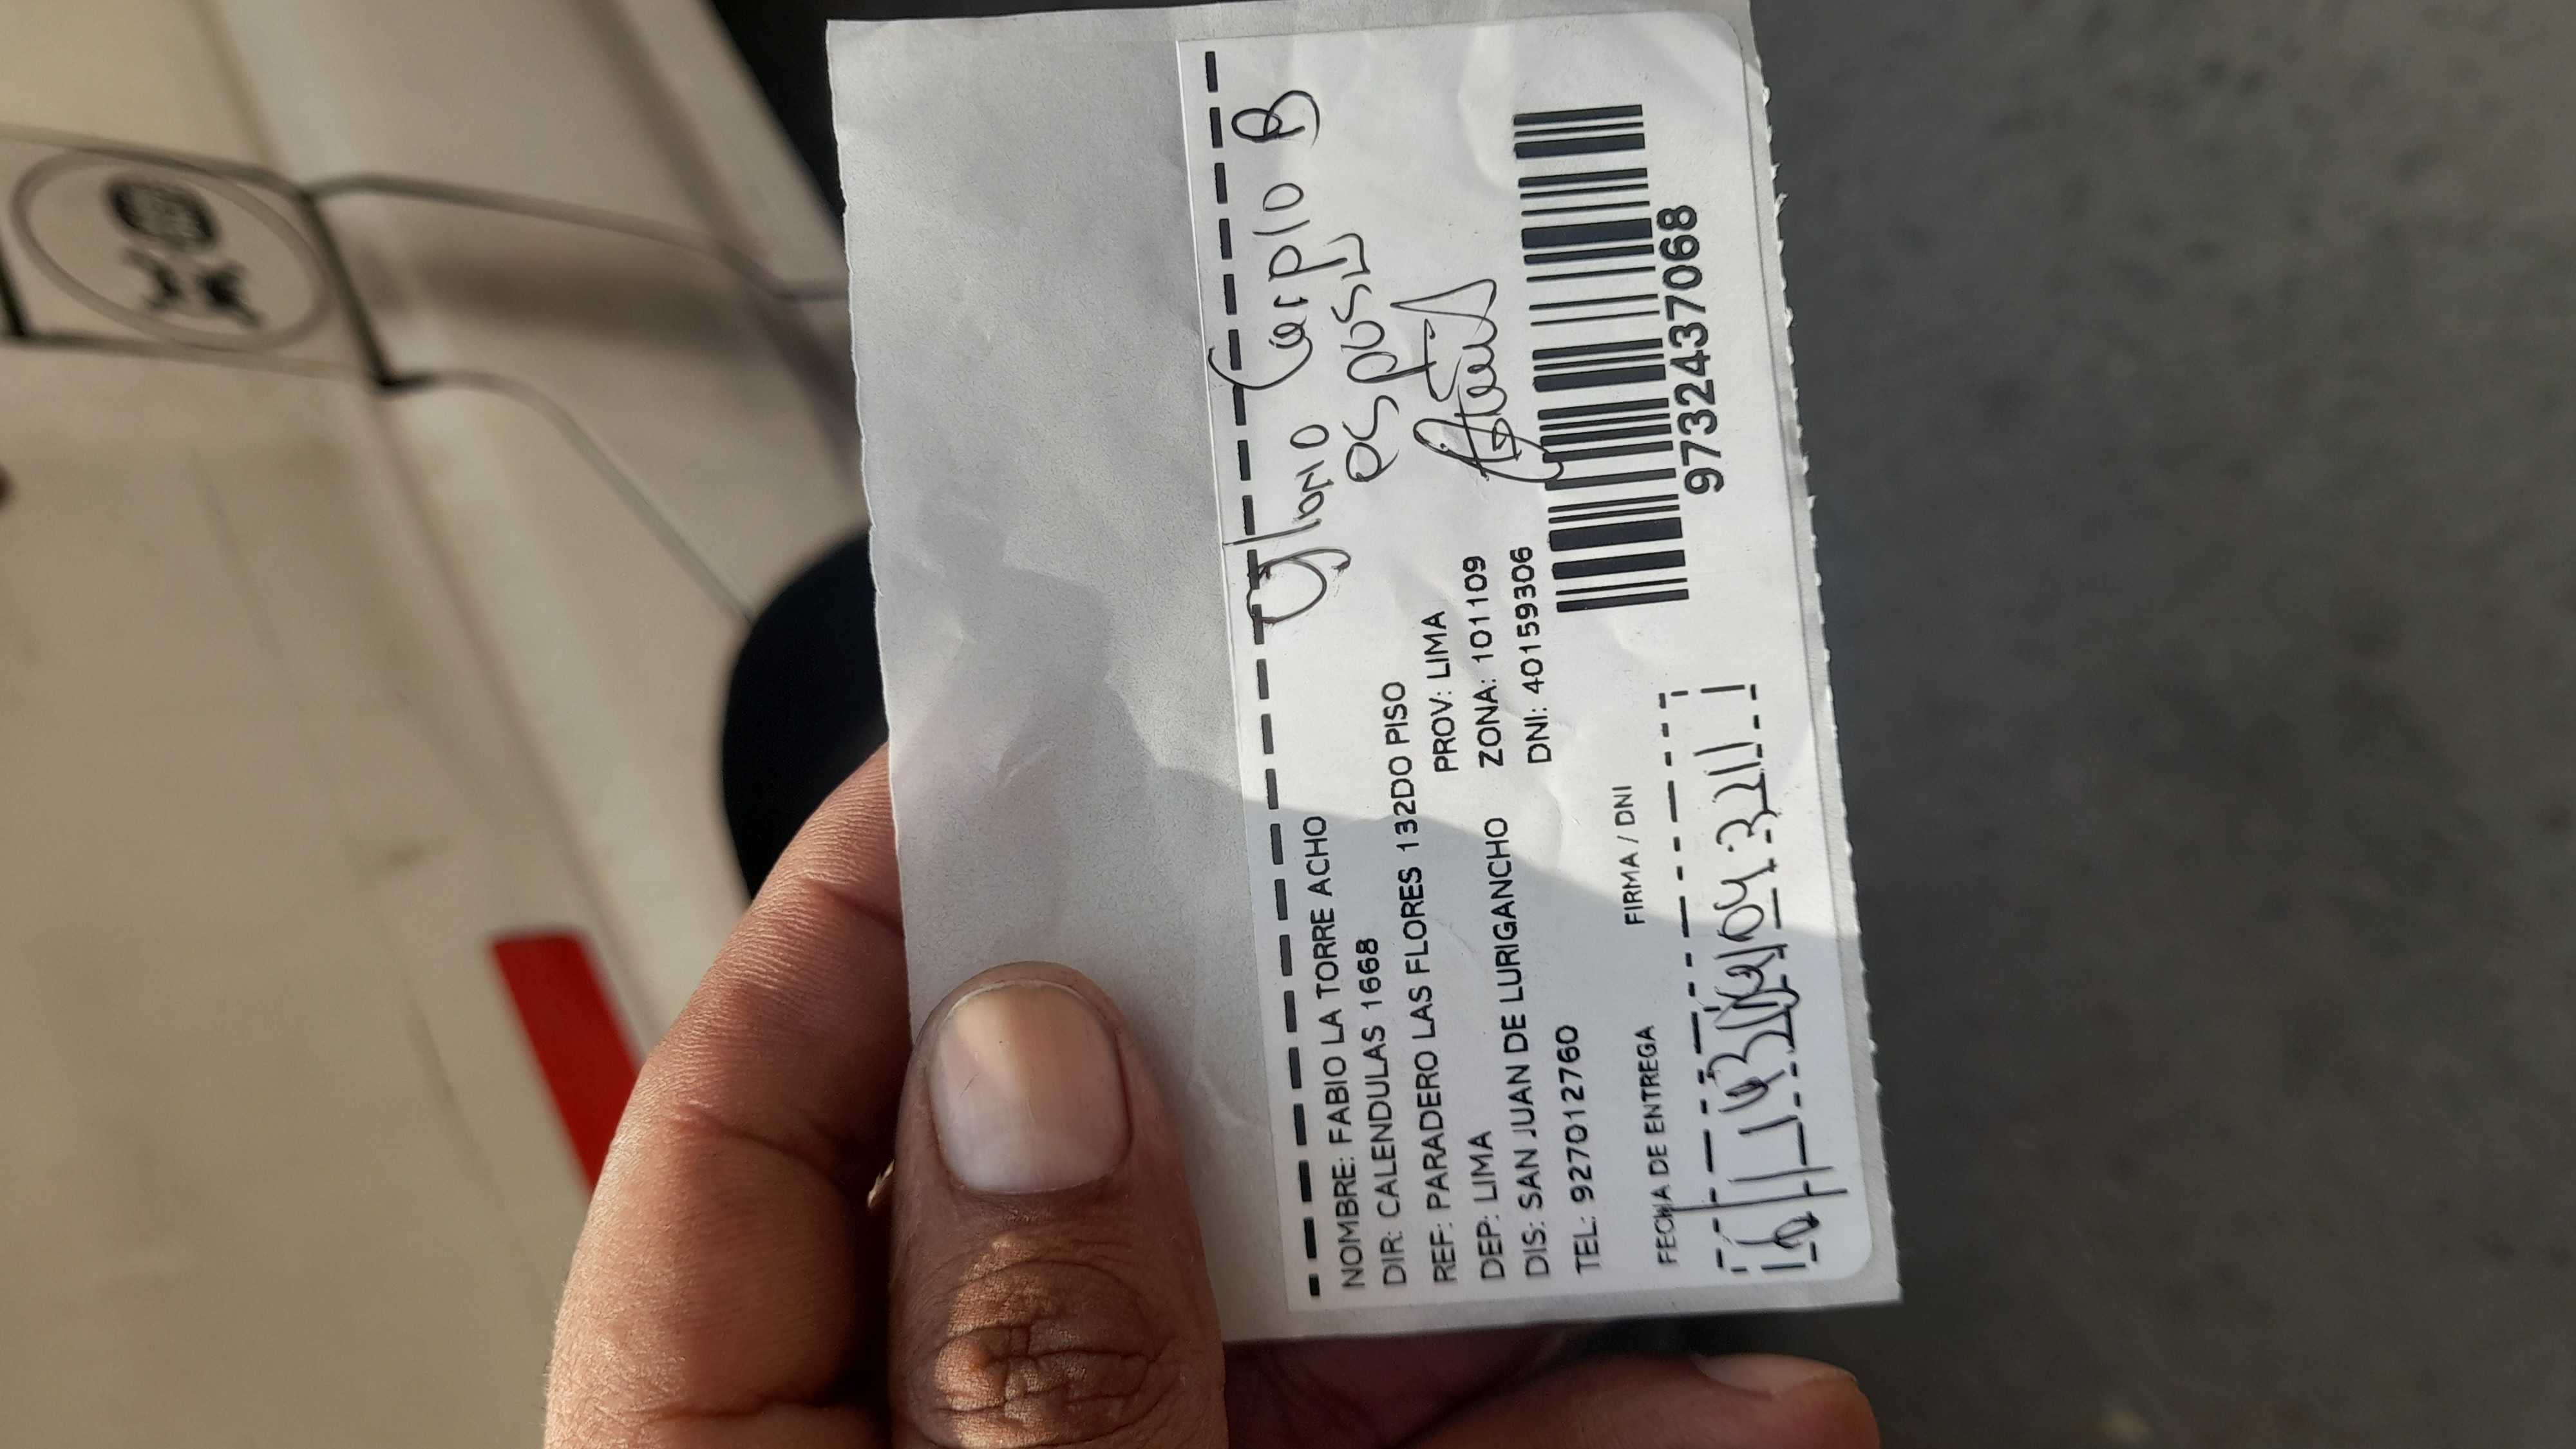 NOMBRE: FABIO LA TORRE ACHO
DIR: CALENDULAS 1668
REF: PARADERO LAS FLORES 132DO PISO
DEP: LIMA PROV: LIMA
DIS: SAN JUAN DE LURIGANCHO ZONA: 101109
TEL: 927012760 DNI: 40159306
Carpio B
esposa
FECHA DE ENTREGA FIRMA / DNI
9732437068